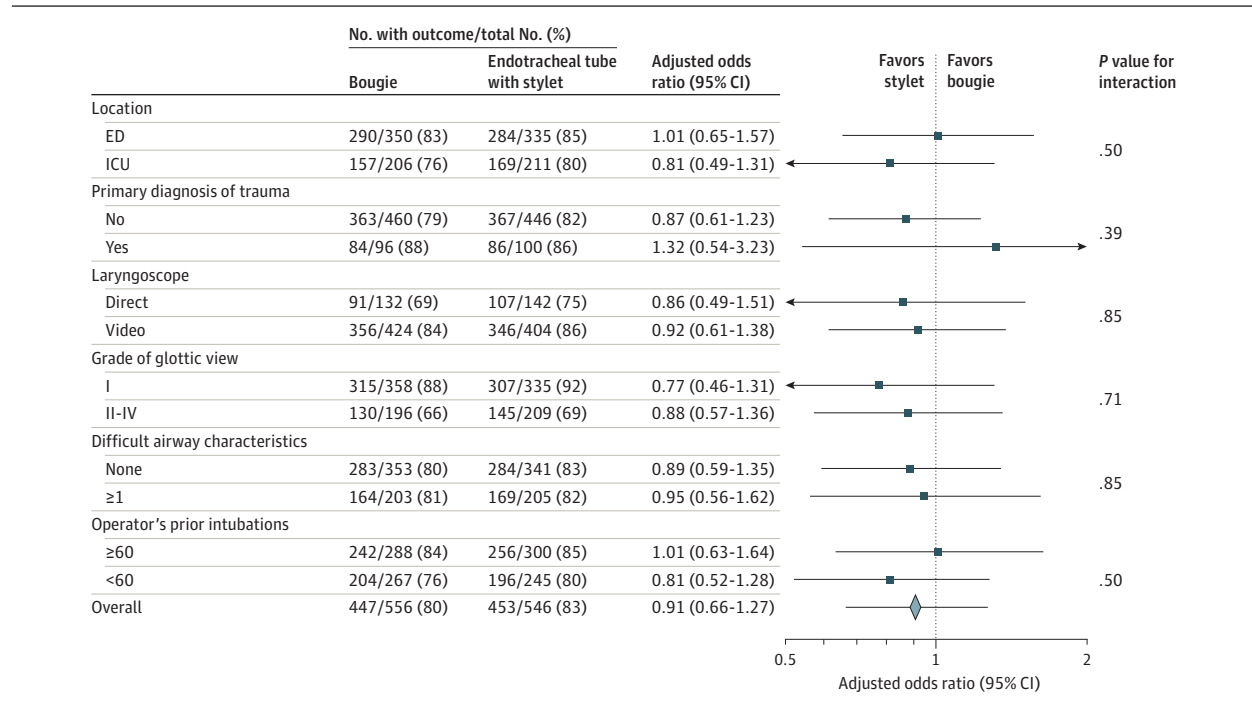 No. with outcome/total No. (%)
Bougie
Endotracheal tube
with stylet
Adjusted odds
ratio (95% CI)
Favors
stylet
Favors
bougie
P value for
interaction
Location
ED 290/350 (83) 284/335 (85) 1.01 (0.65-1.57)
ICU 157/206 (76) 169/211 (80) 0.81 (0.49-1.31)
.50
Primary diagnosis of trauma
No 363/460 (79) 367/446 (82) 0.87 (0.61-1.23)
Yes 84/96 (88) 86/100 (86) 1.32 (0.54-3.23)
.39
Laryngoscope
Direct 91/132 (69) 107/142 (75) 0.86 (0.49-1.51)
Video 356/424 (84) 346/404 (86) 0.92 (0.61-1.38)
.85
Grade of glottic view
I 315/358 (88) 307/335 (92) 0.77 (0.46-1.31)
II-IV 130/196 (66) 145/209 (69) 0.88 (0.57-1.36)
.71
Difficult airway characteristics
None 283/353 (80) 284/341 (83) 0.89 (0.59-1.35)
≥1 164/203 (81) 169/205 (82) 0.95 (0.56-1.62)
.85
Operator's prior intubations
≥60 242/288 (84) 256/300 (85) 1.01 (0.63-1.64)
<60 204/267 (76) 196/245 (80) 0.81 (0.52-1.28)
.50
Overall 447/556 (80) 453/546 (83) 0.91 (0.66-1.27)
0.5 1 2
Adjusted odds ratio (95% CI)